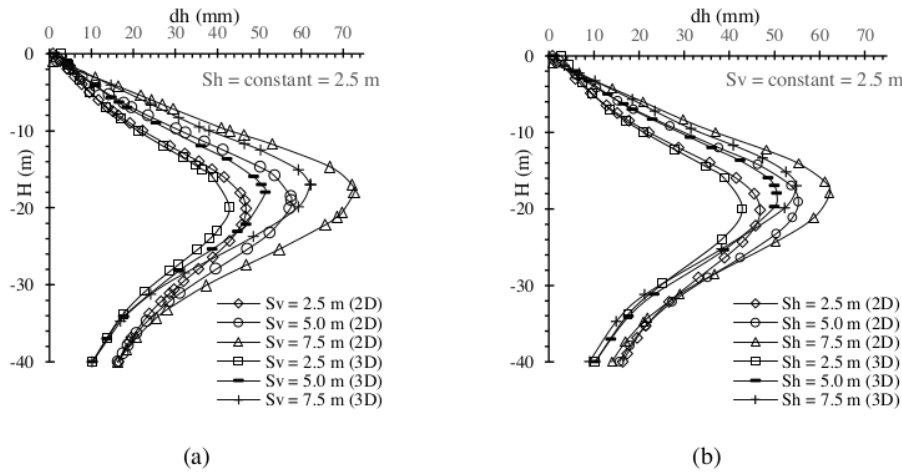 dh (mm)
0 10 20 30 40 50 60 70
0
-10
-20
-30
-40
H (m)
Sh = constant = 2.5 m
Sv = 2.5 m (2D)
Sv = 5.0 m (2D)
Sv = 7.5 m (2D)
Sv = 2.5 m (3D)
Sv = 5.0 m (3D)
Sv = 7.5 m (3D)
(a)
dh (mm)
0 10 20 30 40 50 60 70
0
-10
-20
-30
-40
H (m)
Sv = constant = 2.5 m
Sh = 2.5 m (2D)
Sh = 5.0 m (2D)
Sh = 7.5 m (2D)
Sh = 2.5 m (3D)
Sh = 5.0 m (3D)
Sh = 7.5 m (3D)
(b)